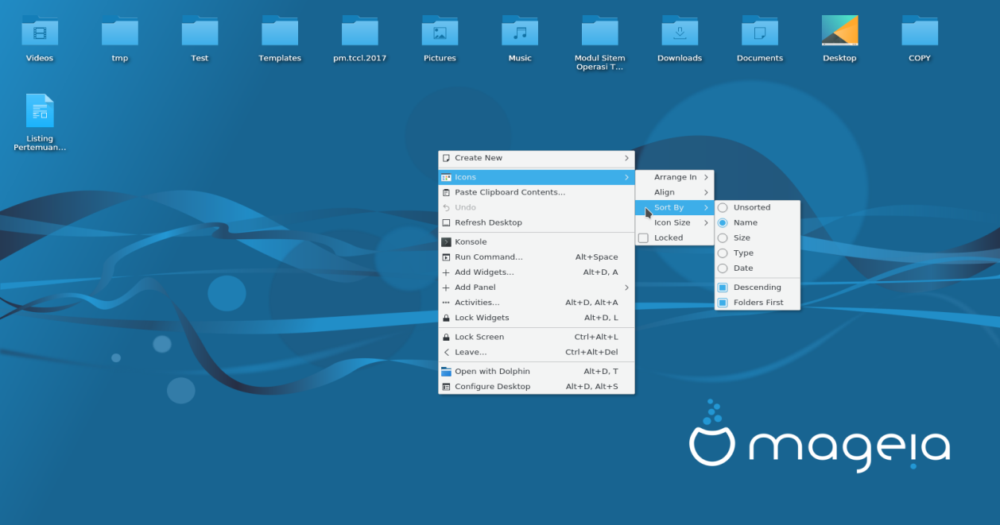 Videos
tmp
Test
Templates
pm.tccl.2017
Pictures
Music
Modul Sitem
Operasi T...
Downloads
Documents
Desktop
COPY
Listing
Pertemuan...
Create New
Icons
Paste Clipboard Contents...
Undo
Refresh Desktop
Konsole
Run Command... Alt+Space
Add Widgets... Alt+D, A
Add Panel
Activities... Alt+D, Alt+A
Lock Widgets Alt+D, L
Lock Screen Ctrl+Alt+L
Leave... Ctrl+Alt+Del
Open with Dolphin Alt+D, T
Configure Desktop Alt+D, Alt+S
Arrange In
Align
Sort By
Icon Size
Locked
Unsorted
Name
Size
Type
Date
Descending
Folders First
mageia